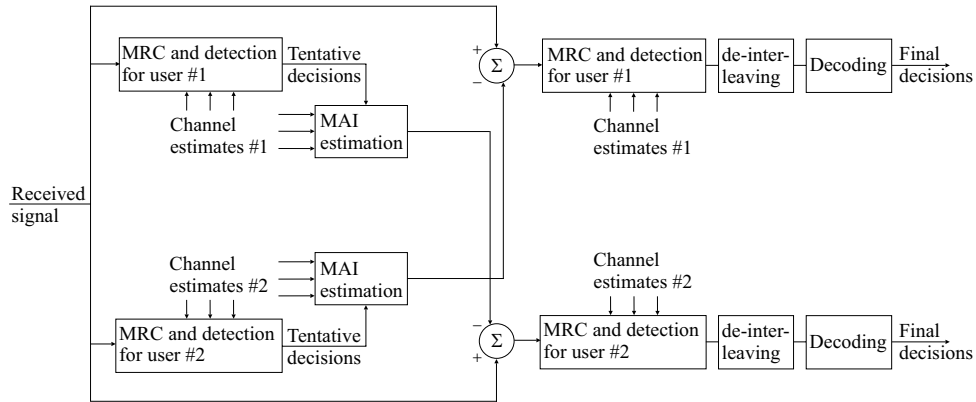 Received
signal
MRC and detection
for user #1
Tentative
decisions
Channel
estimates #1
MAI
estimation
+
−
Σ
MRC and detection
for user #1
Channel
estimates #1
de-inter-
leaving
Decoding
Final
decisions
Channel
estimates #2
MAI
estimation
MRC and detection
for user #2
Tentative
decisions
−
+
Σ
Channel
estimates #2
MRC and detection
for user #2
de-inter-
leaving
Decoding
Final
decisions